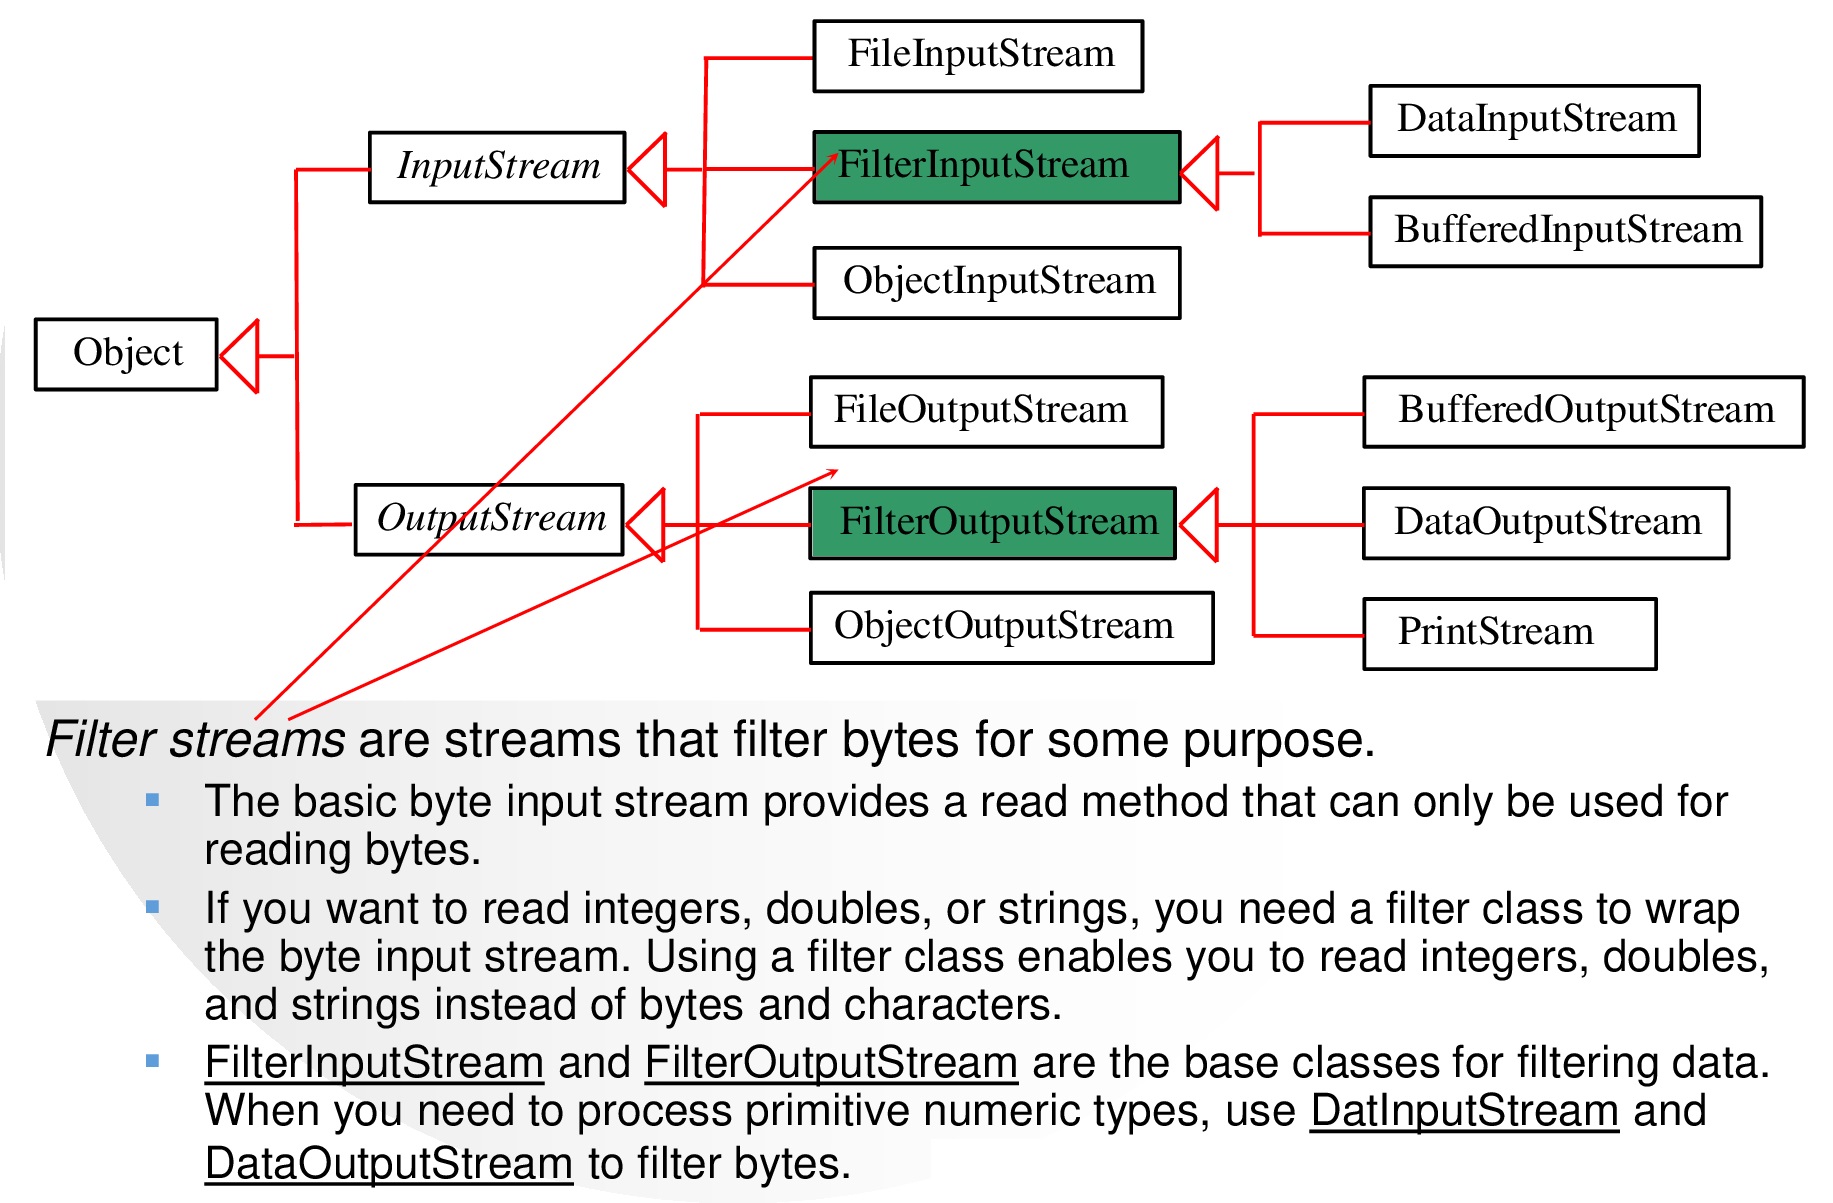 FileInputStream
DataInputStream
InputStream
FilterInputStream
BufferedInputStream
ObjectInputStream
Object
FileOutputStream
BufferedOutputStream
OutputStream
FilterOutputStream
DataOutputStream
ObjectOutputStream
PrintStream
Filter streams are streams that filter bytes for some purpose.
The basic byte input stream provides a read method that can only be used for
reading bytes.
If you want to read integers, doubles, or strings, you need a filter class to wrap
the byte input stream. Using a filter class enables you to read integers, doubles,
and strings instead of bytes and characters.
FilterInputStream and FilterOutputStream are the base classes for filtering data.
When you need to process primitive numeric types, use DatInputStream and
DataOutputStream to filter bytes.